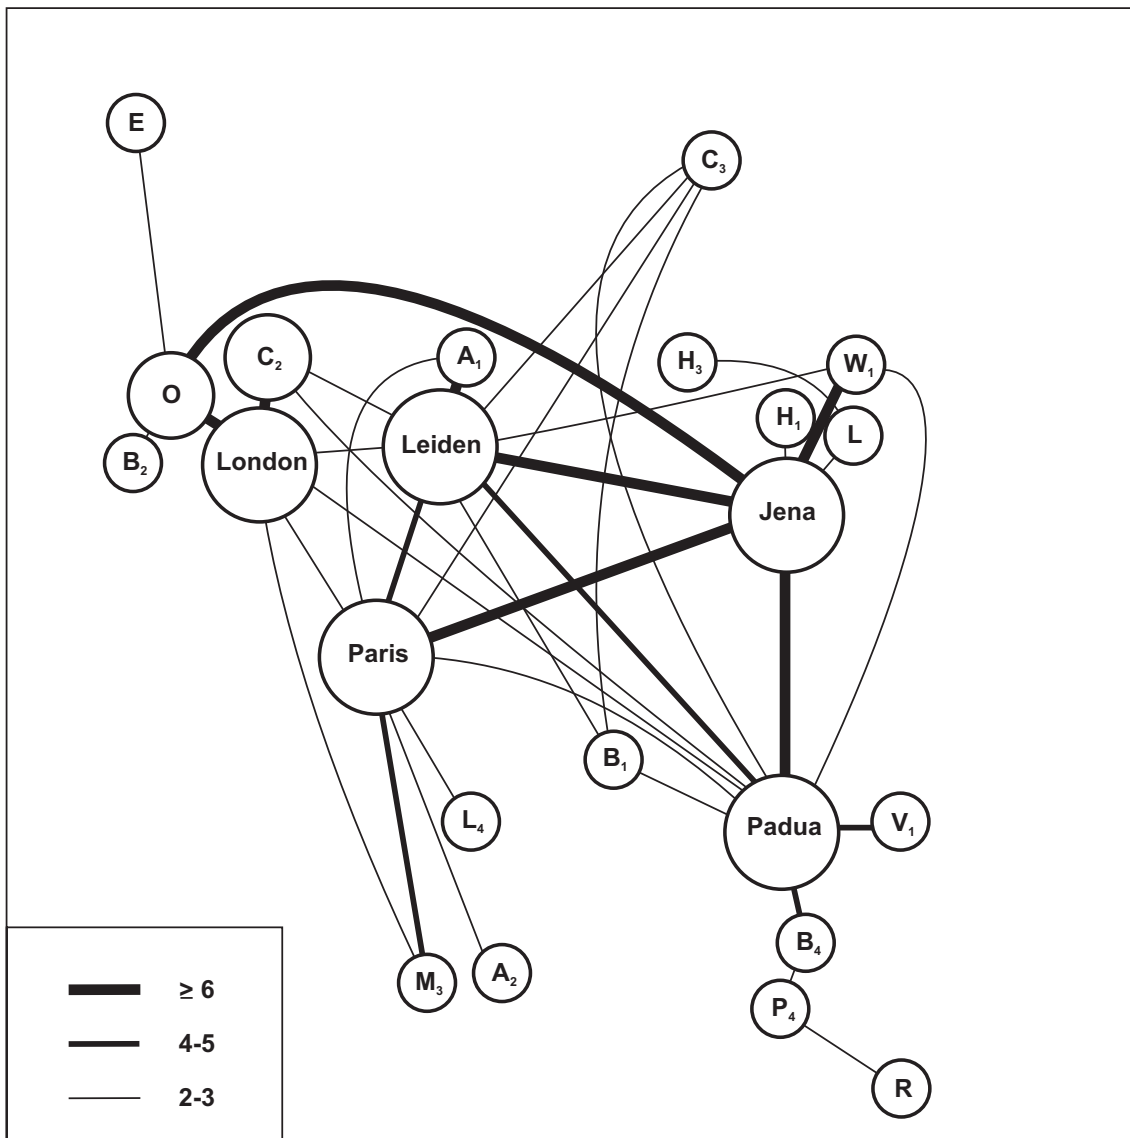 E
C₃
C₂
A₁
H₃
W₁
O
H₁
L
B₂
London
Leiden
Jena
Paris
B₁
L₄
Padua
V₁
M₃
A₂
B₄
P₄
R
≥ 6
4-5
2-3